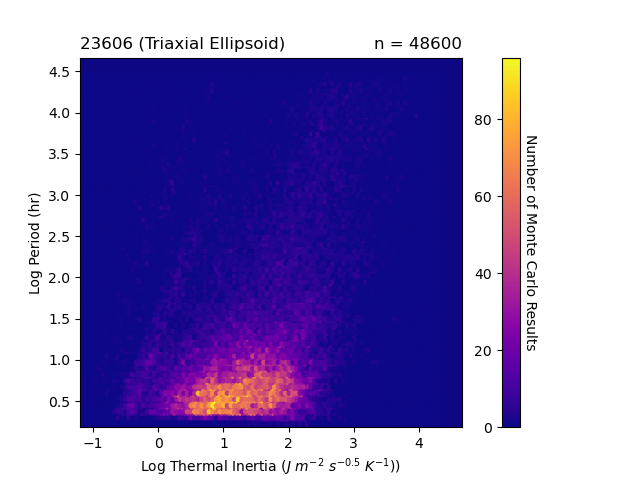 23606 (Triaxial Ellipsoid) n = 48600
4.5
4.0
3.5
3.0
2.5
2.0
1.5
1.0
0.5
Log Period (hr)
−1 0 1 2 3 4
Log Thermal Inertia (J m⁻² s⁻⁰·⁵ K⁻¹))
80
60
40
20
0
Number of Monte Carlo Results